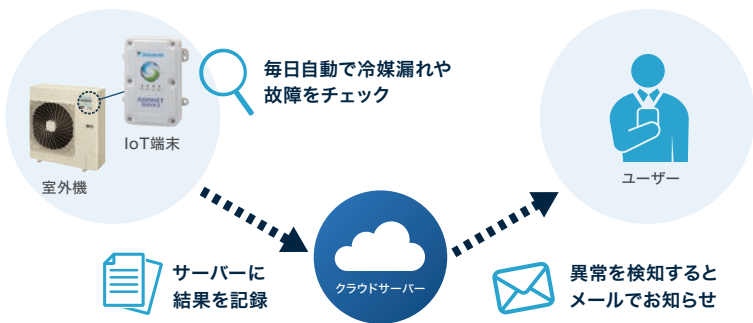 毎日自動で冷媒漏れや
故障をチェック
IoT端末
室外機
ユーザー
サーバーに
結果を記録
クラウドサーバー
異常を検知すると
メールでお知らせ